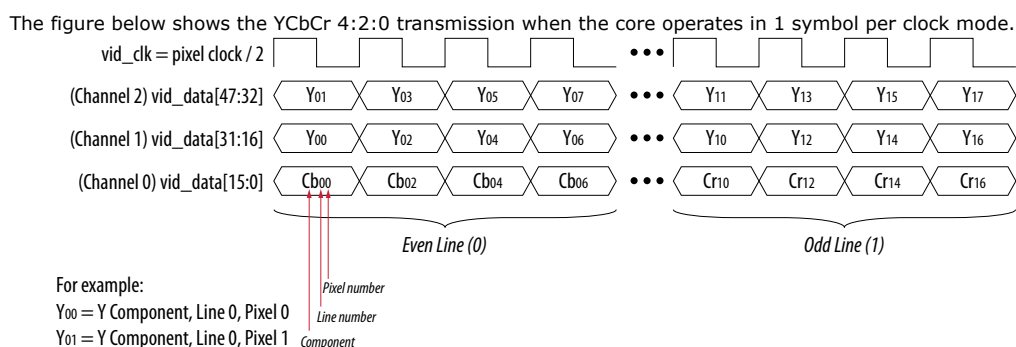 The figure below shows the YCbCr 4:2:0 transmission when the core operates in 1 symbol per clock mode.
vid_clk = pixel clock / 2
•••
(Channel 2) vid_data[47:32] Y01 Y03 Y05 Y07 ••• Y11 Y13 Y15 Y17
(Channel 1) vid_data[31:16] Y00 Y02 Y04 Y06 ••• Y10 Y12 Y14 Y16
(Channel 0) vid_data[15:0] Cb00 Cb02 Cb04 Cb06 ••• Cr10 Cr12 Cr14 Cr16
Even Line (0) Odd Line (1)
For example:
Pixel number
Y00 = Y Component, Line 0, Pixel 0
Line number
Y01 = Y Component, Line 0, Pixel 1
Component